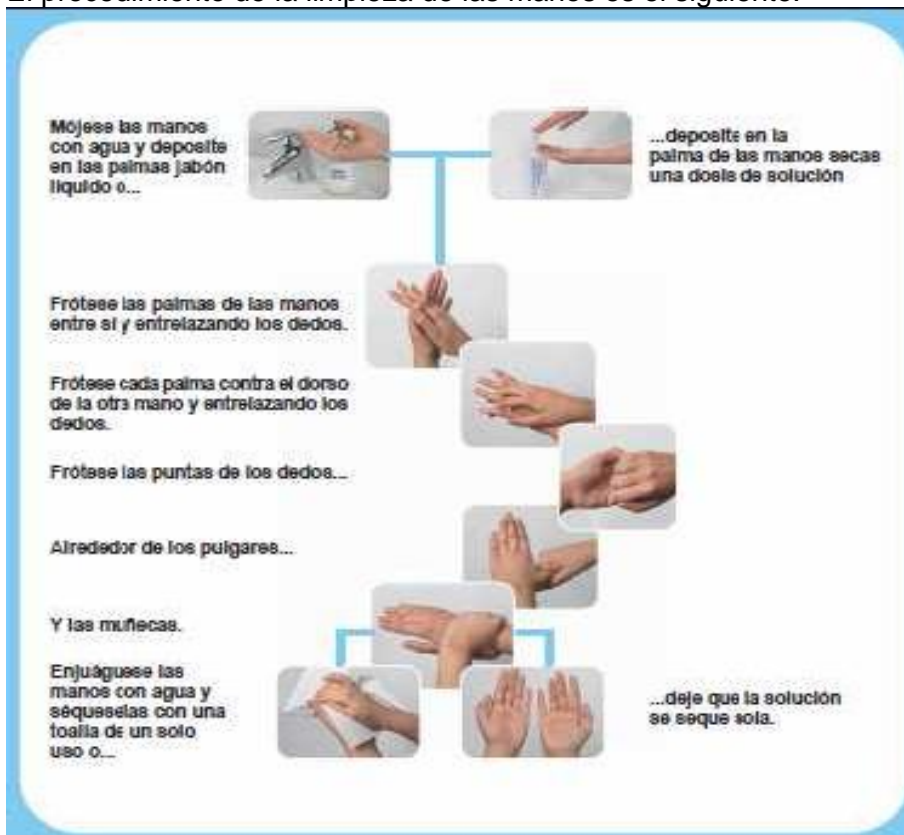 El procedimiento de la limpieza de las manos es el siguiente:
Mójese las manos
con agua y deposite
en las palmas jabón
líquido o...
...deposite en la
palma de las manos secas
una dosis de solución
Frótese las palmas de las manos
entre sí y entrelazando los dedos.
Frótese cada palma contra el dorso
de la otra mano y entrelazando los
dedos.
Frótese las puntas de los dedos...
Alrededor de los pulgares...
Y las muñecas.
Enjuáguese las
manos con agua y
séqueselas con una
toalla de un solo
uso o...
...deje que la solución
se seque sola.